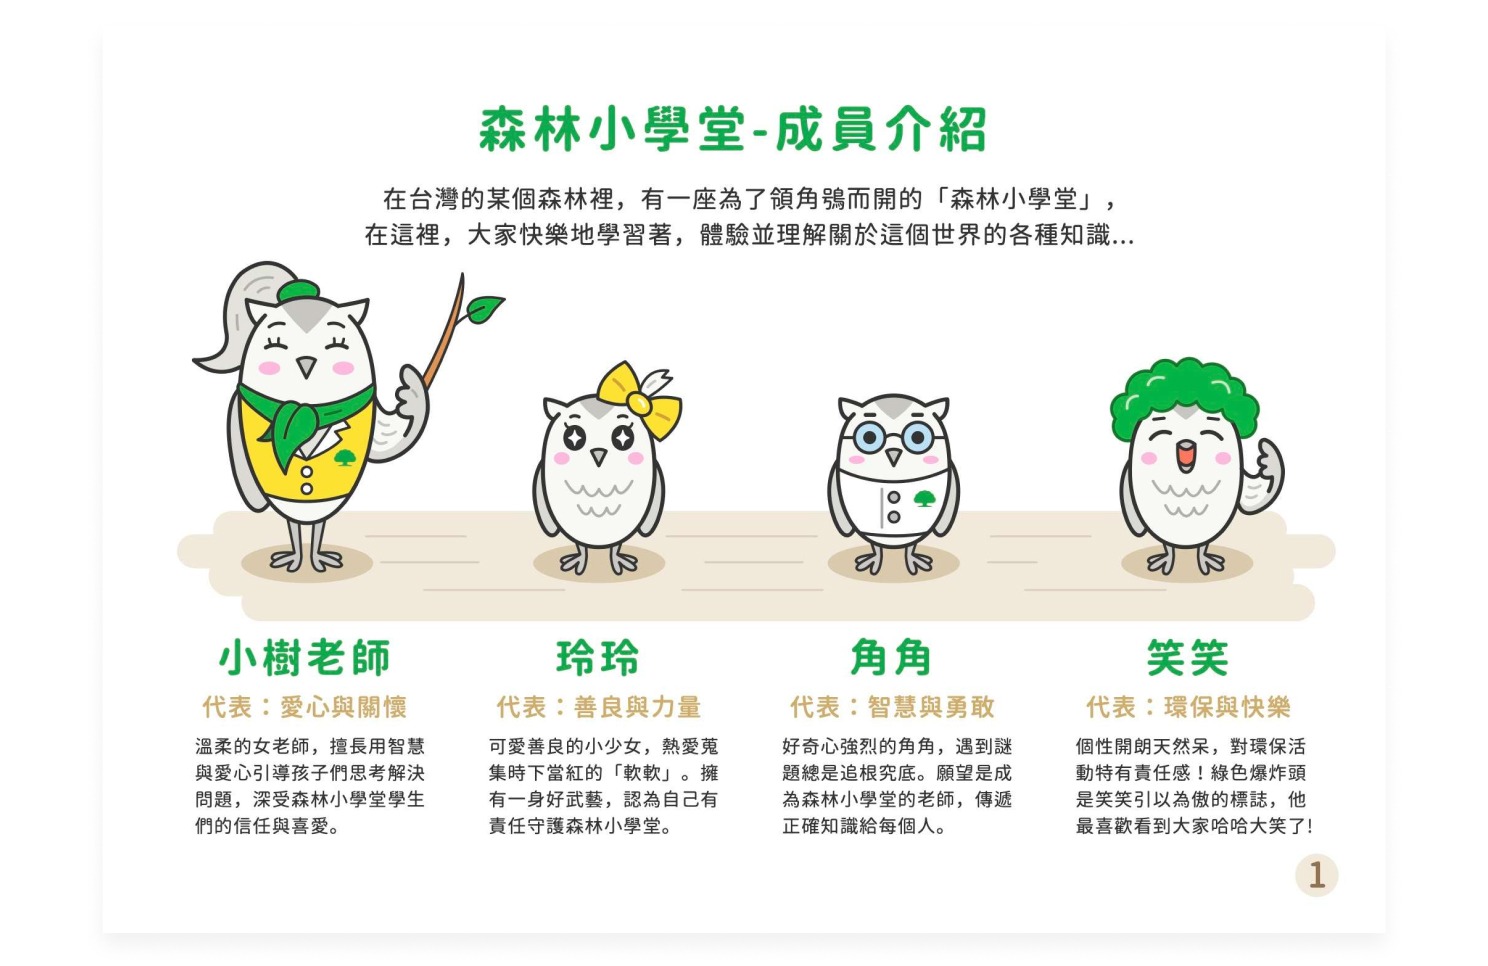 森林小學堂-成員介紹
在台灣的某個森林裡，有一座為了領角鴞而開的「森林小學堂」，
在這裡，大家快樂地學習著，體驗並理解關於這個世界的各種知識...
小樹老師
代表：愛心與關懷
溫柔的女老師，擅長用智慧
與愛心引導孩子們思考解決
問題，深受森林小學堂學生
們的信任與喜愛。
玲玲
代表：善良與力量
可愛善良的小少女，熱愛蒐
集時下當紅的「軟軟」。擁
有一身好武藝，認為自己有
責任守護森林小學堂。
角角
代表：智慧與勇敢
好奇心強烈的角角，遇到謎
題總是追根究底。願望是成
為森林小學堂的老師，傳遞
正確知識給每個人。
笑笑
代表：環保與快樂
個性開朗天然呆，對環保活
動特有責任感！綠色爆炸頭
是笑笑引以為傲的標誌，他
最喜歡看到大家哈哈大笑了!
1